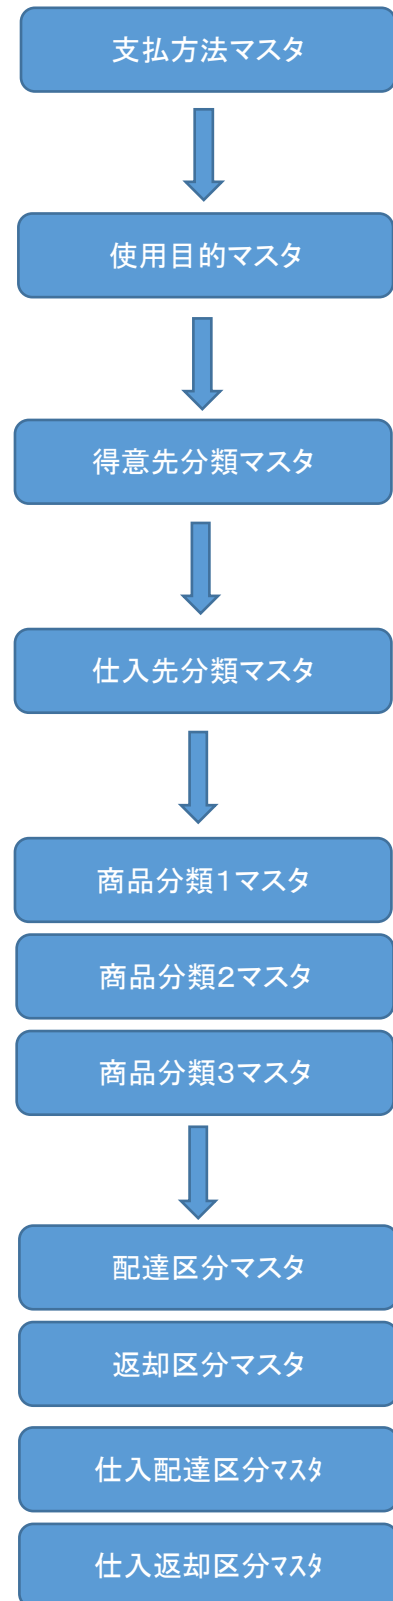 支払方法マスタ
使用目的マスタ
得意先分類マスタ
仕入先分類マスタ
商品分類１マスタ
商品分類２マスタ
商品分類３マスタ
配達区分マスタ
返却区分マスタ
仕入配達区分ﾏｽﾀ
仕入返却区分ﾏｽﾀ